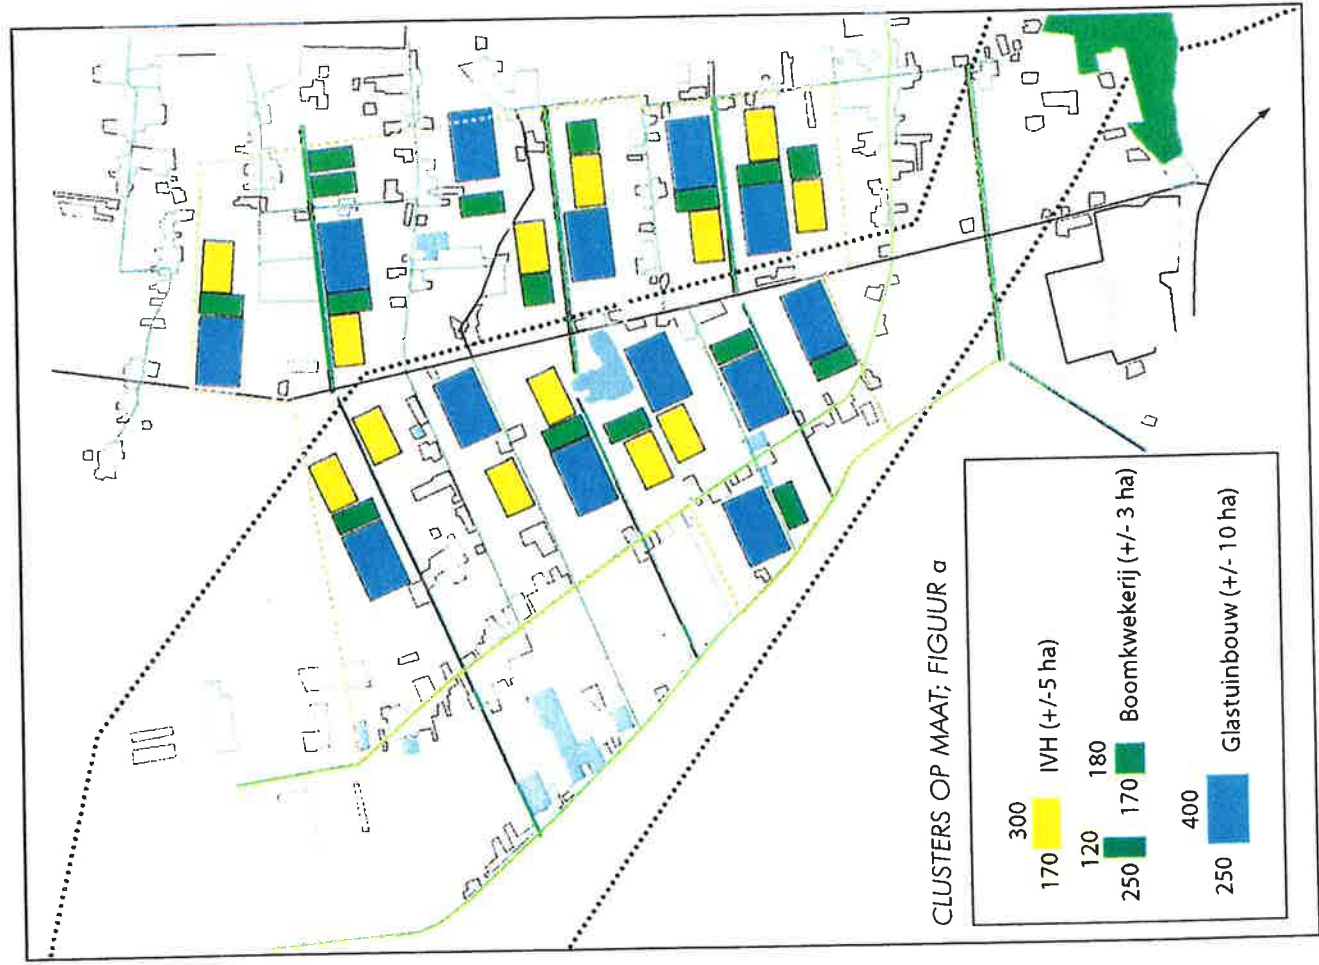 CLUSTERS OP MAAT; FIGUUR a
300
170 IVH (+/-5 ha)
120 180
250 170 Boomkwekerij (+/- 3 ha)
400
250 Glastuinbouw (+/- 10 ha)